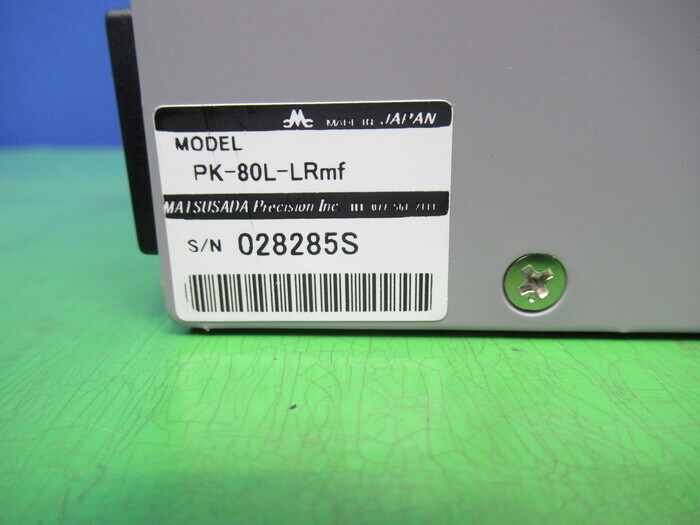 MADE IN JAPAN
MODEL
PK-80L-LRmf
MATSUSADA Precision Inc.
S/N 028285S